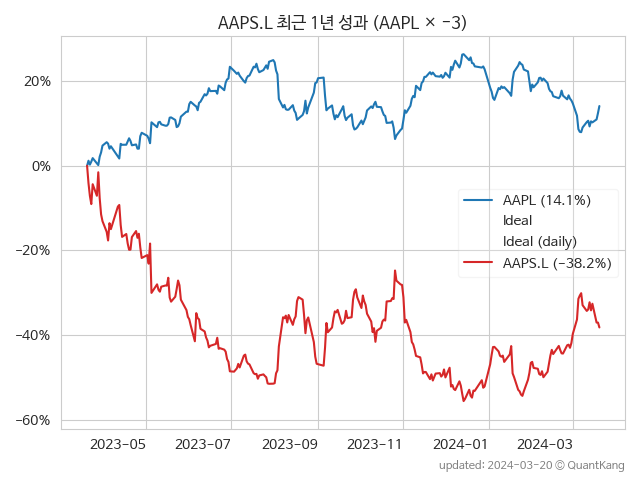 AAPS.L 최근 1년 성과 (AAPL × −3)
20%
0%
−20%
−40%
−60%
AAPL (14.1%)
Ideal
Ideal (daily)
AAPS.L (−38.2%)
2023-05 2023-07 2023-09 2023-11 2024-01 2024-03
updated: 2024-03-20 © QuantKang